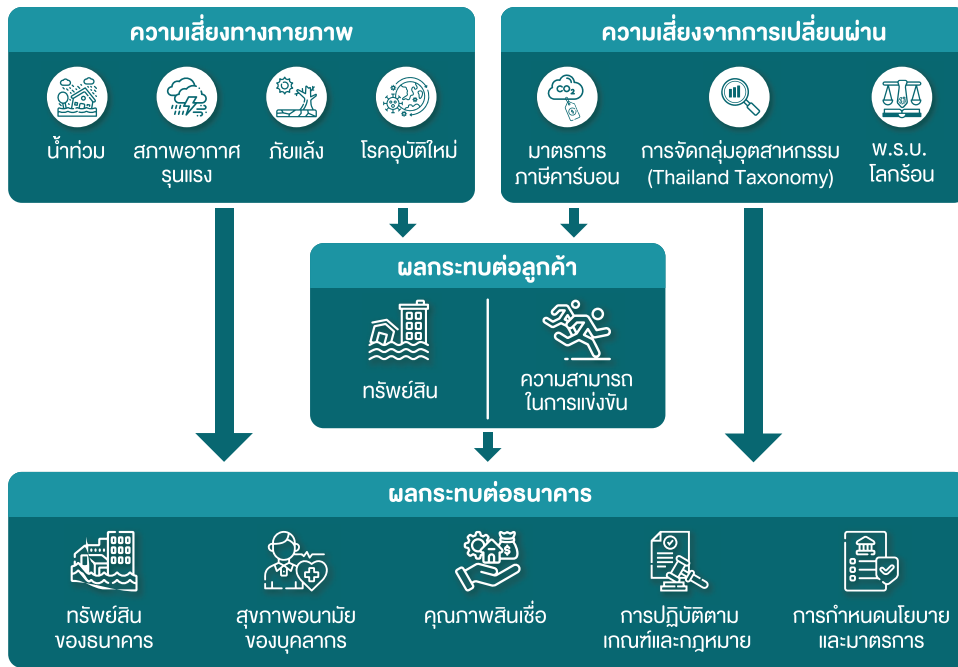 ความเสี่ยงทางกายภาพ
น้ำท่วม
สภาพอากาศ
รุนแรง
ภัยแล้ง
โรคอุบัติใหม่
ความเสี่ยงจากการเปลี่ยนผ่าน
CO2
$
มาตรการ
ภาษีคาร์บอน
การจัดกลุ่มอุตสาหกรรม
(Thailand Taxonomy)
พ.ร.บ.
โลกร้อน
ผลกระทบต่อลูกค้า
ทรัพย์สิน
ความสามารถ
ในการแข่งขัน
ผลกระทบต่อธนาคาร
ทรัพย์สิน
ของธนาคาร
สุขภาพอนามัย
ของบุคลากร
$
คุณภาพสินเชื่อ
การปฏิบัติตาม
เกณฑ์และกฎหมาย
การกำหนดนโยบาย
และมาตรการ